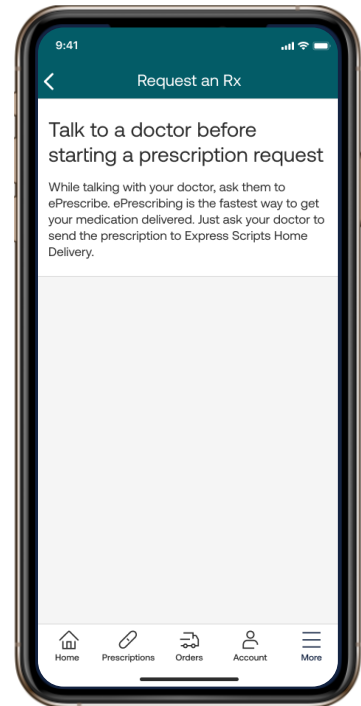 9:41
Request an Rx
Talk to a doctor before
starting a prescription request
While talking with your doctor, ask them to
ePrescribe. ePrescribing is the fastest way to get
your medication delivered. Just ask your doctor to
send the prescription to Express Scripts Home
Delivery.
Home Prescriptions Orders Account More